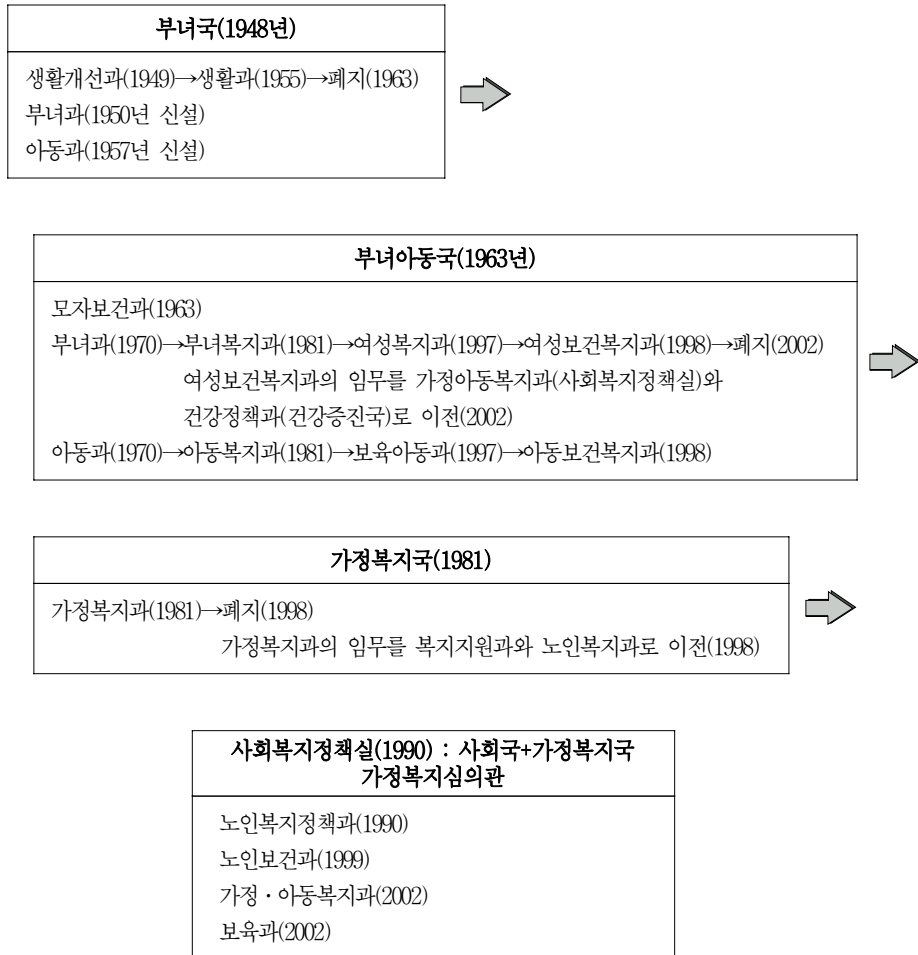 부녀국(1948년)
생활개선과(1949)→생활과(1955)→폐지(1963)
부녀과(1950년 신설)
아동과(1957년 신설)
부녀아동국(1963년)
모자보건과(1963)
부녀과(1970)→부녀복지과(1981)→여성복지과(1997)→여성보건복지과(1998)→폐지(2002)
여성보건복지과의 임무를 가정아동복지과(사회복지정책실)와
건강정책과(건강증진국)로 이전(2002)
아동과(1970)→아동복지과(1981)→보육아동과(1997)→아동보건복지과(1998)
가정복지국(1981)
가정복지과(1981)→폐지(1998)
가정복지과의 임무를 복지지원과와 노인복지과로 이전(1998)
사회복지정책실(1990) : 사회국+가정복지국
가정복지심의관
노인복지정책과(1990)
노인보건과(1999)
가정・아동복지과(2002)
보육과(2002)